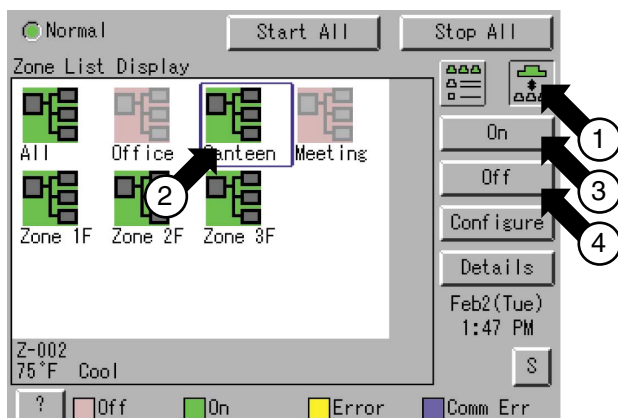 Normal Start All Stop All
Zone List Display
All Office Canteen Meeting
Zone 1F Zone 2F Zone 3F
On
Off
Configure
Details
Feb2(Tue)
1:47 PM
Z-002
75°F Cool
S
? Off On Error Comm Err
1
2
3
4